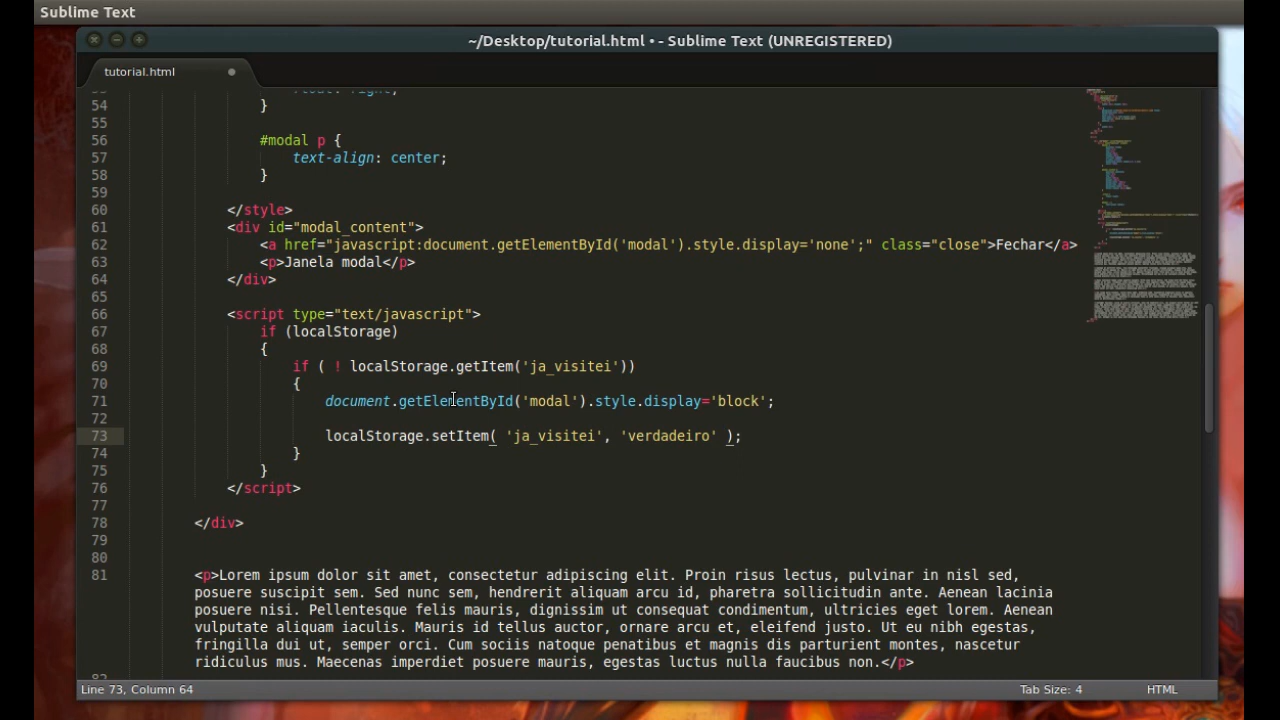 Sublime Text
~/Desktop/tutorial.html • - Sublime Text (UNREGISTERED)
tutorial.html
54 }
55
56 #modal p {
57 text-align: center;
58 }
59
60 </style>
61 <div id="modal_content">
62 <a href="javascript:document.getElementById('modal').style.display='none';" class="close">Fechar</a>
63 <p>Janela modal</p>
64 </div>
65
66 <script type="text/javascript">
67 if (localStorage)
68 {
69 if ( ! localStorage.getItem('ja_visitei'))
70 {
71 document.getElementById('modal').style.display='block';
72
73 localStorage.setItem( 'ja_visitei', 'verdadeiro' );
74 }
75 }
76 </script>
77
78 </div>
79
80
81 <p>Lorem ipsum dolor sit amet, consectetur adipiscing elit. Proin risus lectus, pulvinar in nisl sed,
posuere suscipit sem. Sed nunc sem, hendrerit aliquam arcu id, pharetra sollicitudin ante. Aenean lacinia
posuere nisi. Pellentesque felis mauris, dignissim ut consequat condimentum, ultricies eget lorem. Aenean
vulputate aliquam iaculis. Mauris id tellus auctor, ornare arcu et, eleifend justo. Ut eu nibh egestas,
fringilla dui ut, semper orci. Cum sociis natoque penatibus et magnis dis parturient montes, nascetur
ridiculus mus. Maecenas imperdiet posuere mauris, egestas luctus nulla faucibus non.</p>
Line 73, Column 64
Tab Size: 4
HTML